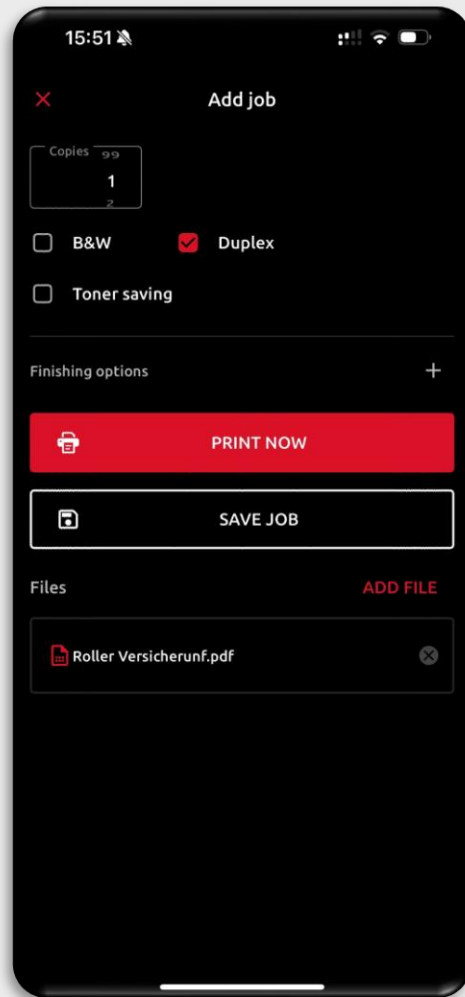 15:51
Add job
Copies
99
1
2
B&W Duplex
Toner saving
Finishing options
PRINT NOW
SAVE JOB
Files ADD FILE
Roller Versicherunf.pdf